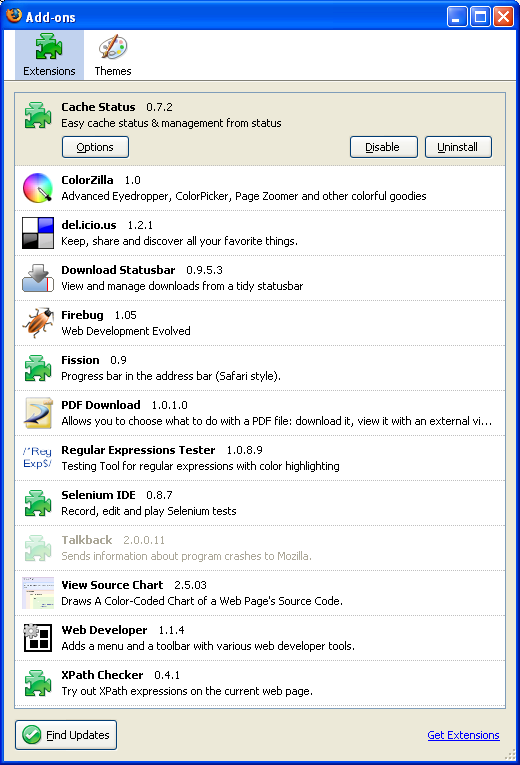 Add-ons
Extensions
Themes
Cache Status 0.7.2
Easy cache status & management from status
Options
Disable
Uninstall
ColorZilla 1.0
Advanced Eyedropper, ColorPicker, Page Zoomer and other colorful goodies
del.icio.us 1.2.1
Keep, share and discover all your favorite things.
Download Statusbar 0.9.5.3
View and manage downloads from a tidy statusbar
Firebug 1.05
Web Development Evolved
Fission 0.9
Progress bar in the address bar (Safari style).
PDF Download 1.0.1.0
Allows you to choose what to do with a PDF file: download it, view it with an external vi...
/^Reg
Exp$/
Regular Expressions Tester 1.0.8.9
Testing Tool for regular expressions with color highlighting
Selenium IDE 0.8.7
Record, edit and play Selenium tests
Talkback 2.0.0.11
Sends information about program crashes to Mozilla.
View Source Chart 2.5.03
Draws A Color-Coded Chart of a Web Page's Source Code.
Web Developer 1.1.4
Adds a menu and a toolbar with various web developer tools.
XPath Checker 0.4.1
Try out XPath expressions on the current web page.
Find Updates
Get Extensions